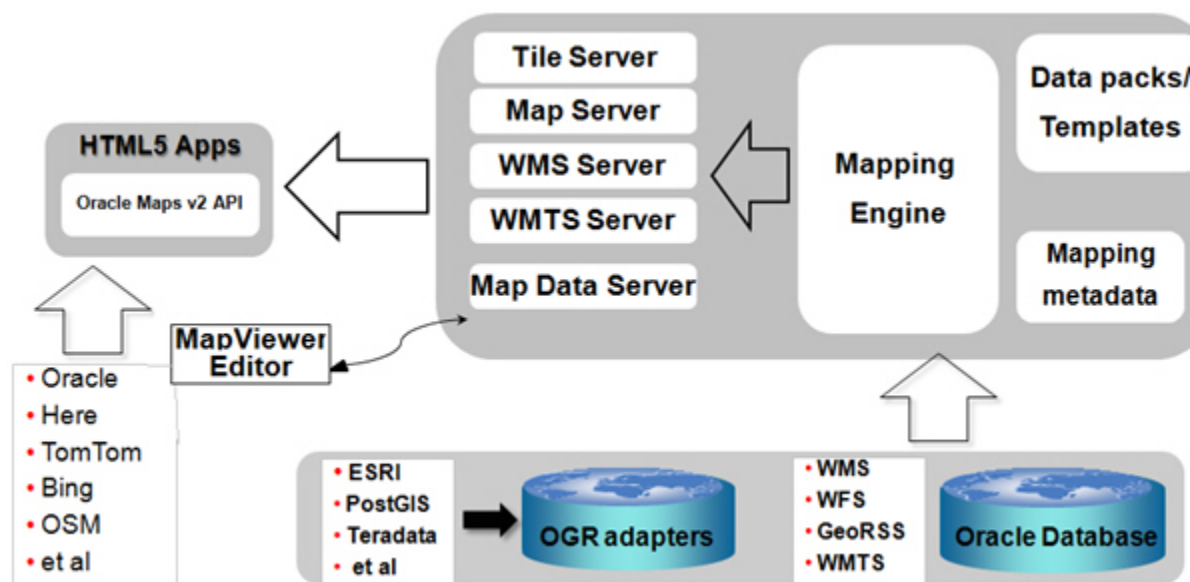 HTML5 Apps
Oracle Maps v2 API
Tile Server
Map Server
WMS Server
WMTS Server
Map Data Server
Mapping
Engine
Data packs/
Templates
Mapping
metadata
MapViewer
Editor
• Oracle
• Here
• TomTom
• Bing
• OSM
• et al
• ESRI
• PostGIS
• Teradata
• et al
OGR adapters
• WMS
• WFS
• GeoRSS
• WMTS
Oracle Database